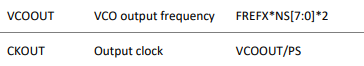 VCOOUT VCO output frequency FREFX*NS[7:0]*2
CKOUT Output clock VCOOUT/PS